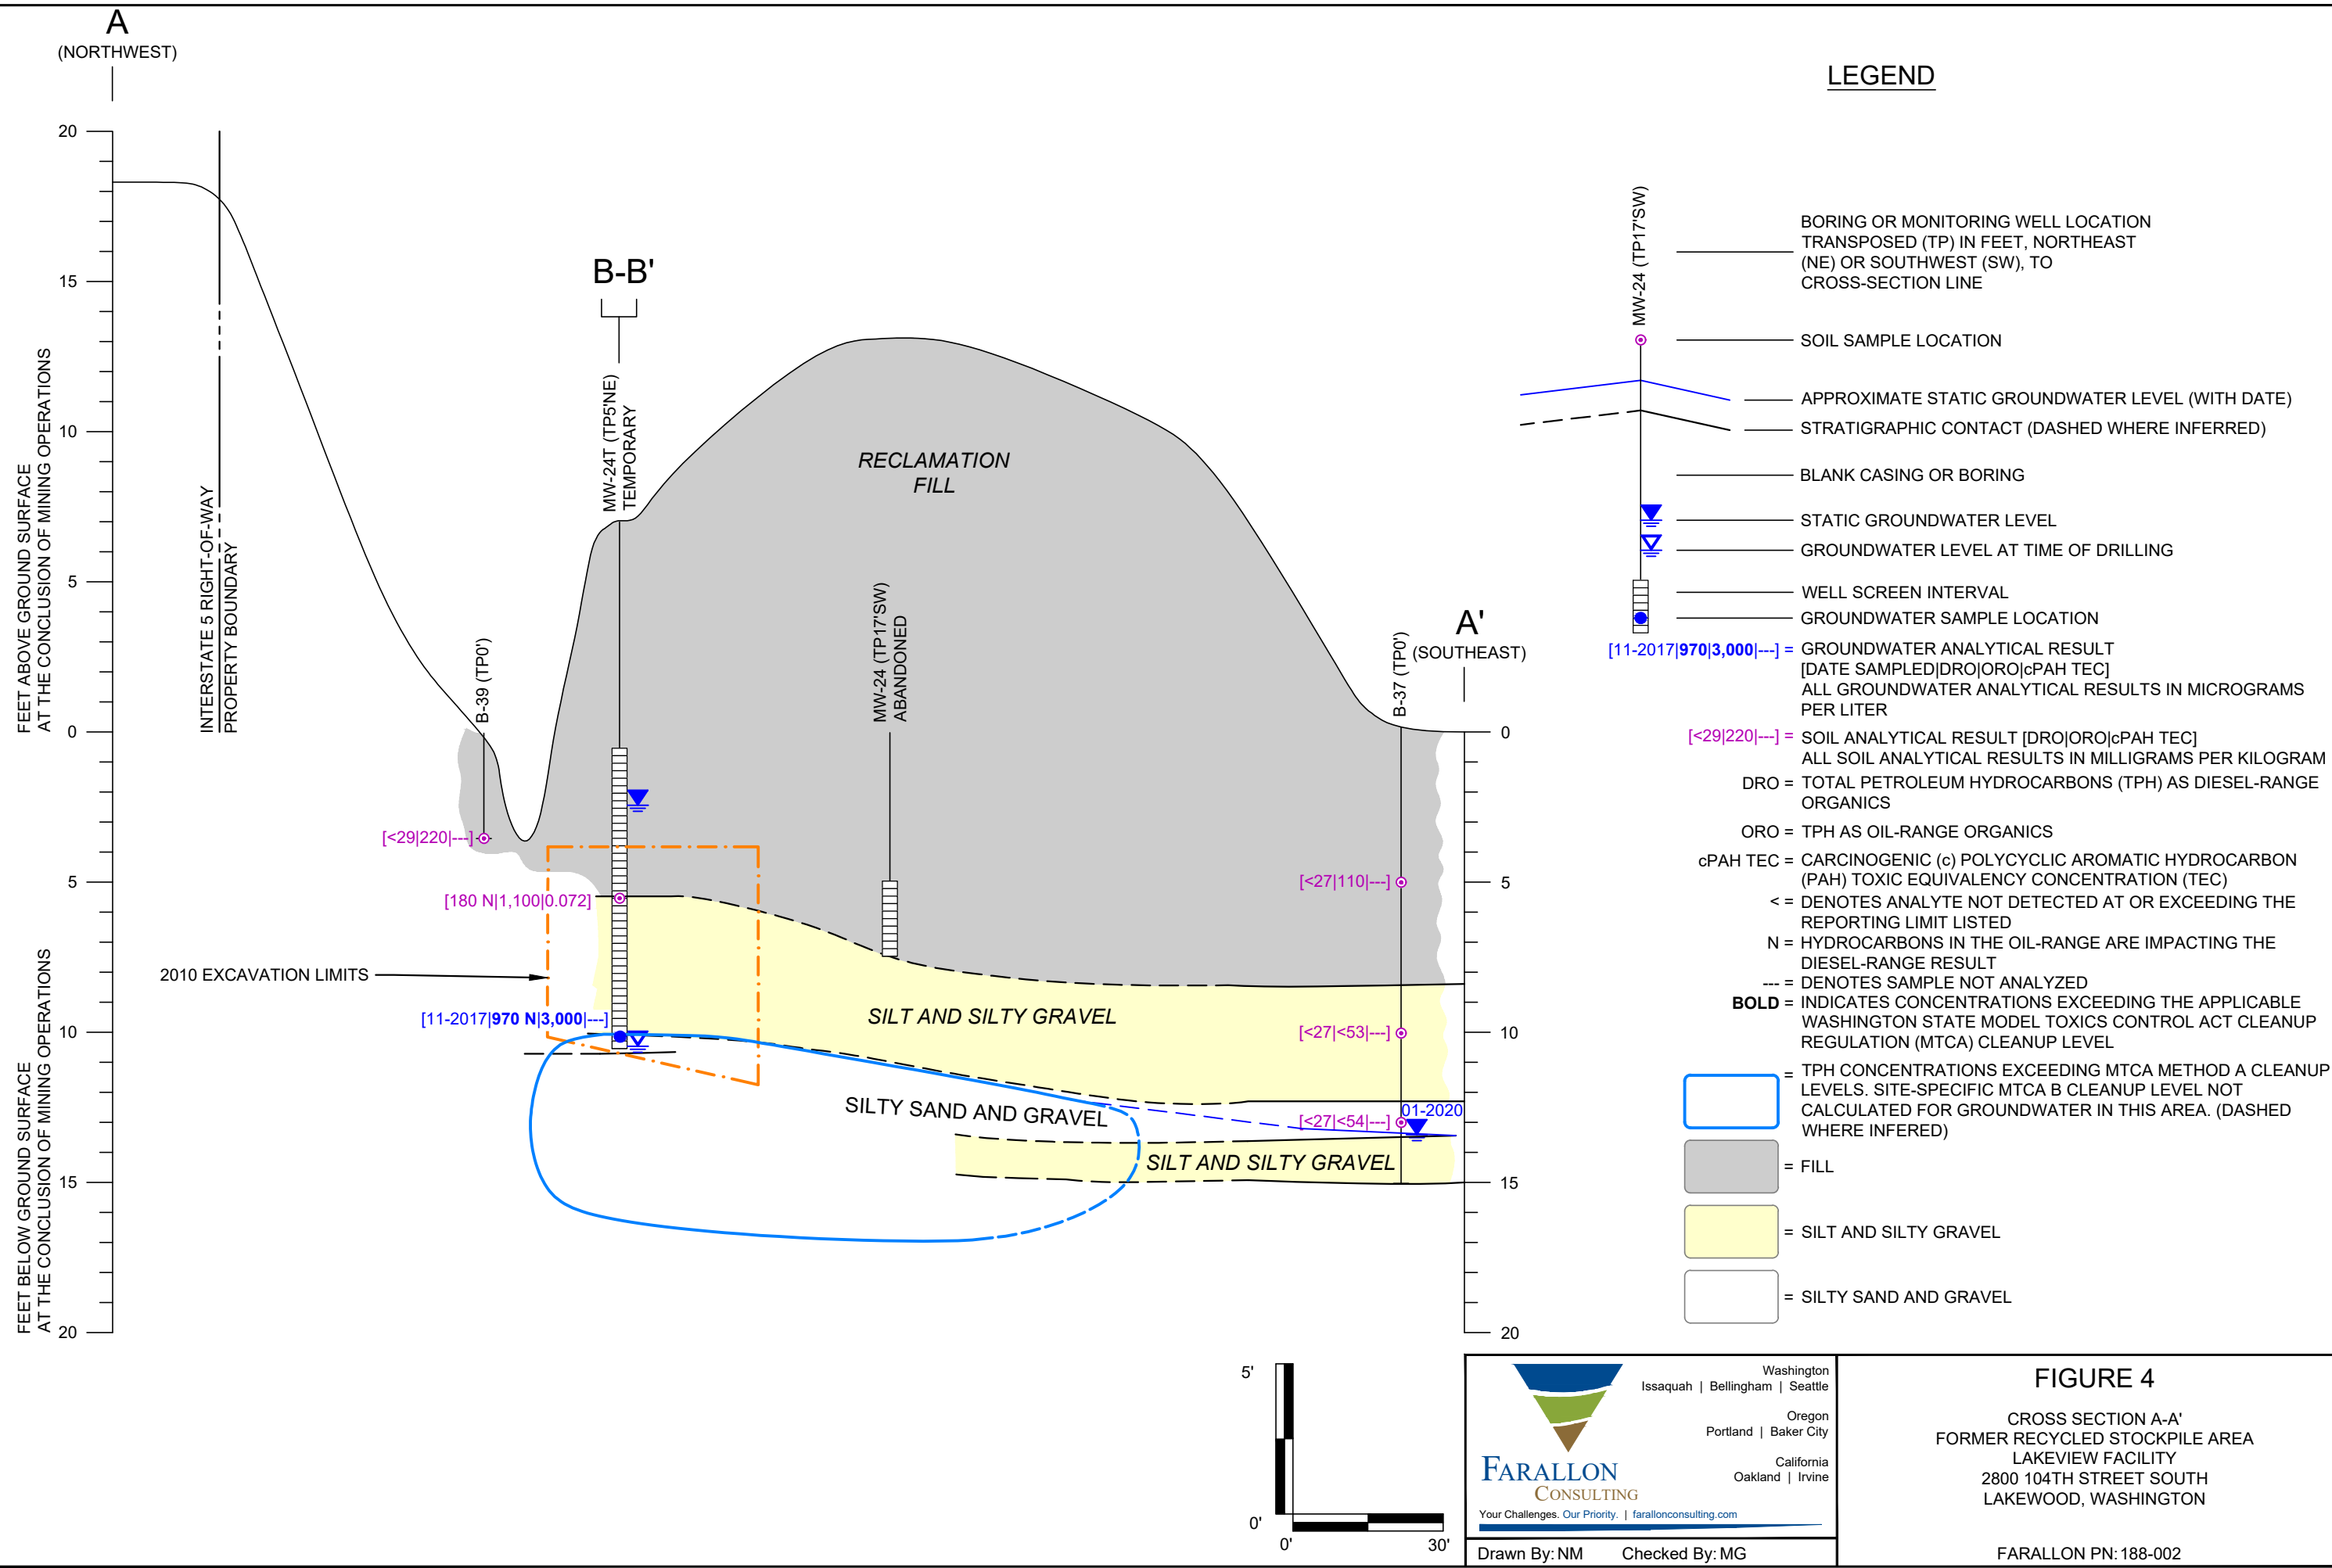 A
(NORTHWEST)
20
15
10
5
0
5
10
15
20
FEET ABOVE GROUND SURFACE
AT THE CONCLUSION OF MINING OPERATIONS
FEET BELOW GROUND SURFACE
AT THE CONCLUSION OF MINING OPERATIONS
INTERSTATE 5 RIGHT-OF-WAY
PROPERTY BOUNDARY
B-39 (TP0')
[<29|220|---]
B-B'
MW-24T (TP5'NE)
TEMPORARY
[180 N|1,100|0.072]
2010 EXCAVATION LIMITS
[11-2017|970 N|3,000|---]
RECLAMATION
FILL
MW-24 (TP17'SW)
ABANDONED
SILT AND SILTY GRAVEL
SILTY SAND AND GRAVEL
SILT AND SILTY GRAVEL
A'
(SOUTHEAST)
B-37 (TP0')
[<27|110|---]
[<27|<53|---]
[<27|<54|---]
01-2020
0
5
10
15
20
LEGEND
MW-24 (TP17'SW)
BORING OR MONITORING WELL LOCATION
TRANSPOSED (TP) IN FEET, NORTHEAST
(NE) OR SOUTHWEST (SW), TO
CROSS-SECTION LINE
SOIL SAMPLE LOCATION
APPROXIMATE STATIC GROUNDWATER LEVEL (WITH DATE)
STRATIGRAPHIC CONTACT (DASHED WHERE INFERRED)
BLANK CASING OR BORING
STATIC GROUNDWATER LEVEL
GROUNDWATER LEVEL AT TIME OF DRILLING
WELL SCREEN INTERVAL
GROUNDWATER SAMPLE LOCATION
[11-2017|970|3,000|---] = GROUNDWATER ANALYTICAL RESULT
[DATE SAMPLED|DRO|ORO|cPAH TEC]
ALL GROUNDWATER ANALYTICAL RESULTS IN MICROGRAMS
PER LITER
[<29|220|---] = SOIL ANALYTICAL RESULT [DRO|ORO|cPAH TEC]
ALL SOIL ANALYTICAL RESULTS IN MILLIGRAMS PER KILOGRAM
DRO = TOTAL PETROLEUM HYDROCARBONS (TPH) AS DIESEL-RANGE
ORGANICS
ORO = TPH AS OIL-RANGE ORGANICS
cPAH TEC = CARCINOGENIC (c) POLYCYCLIC AROMATIC HYDROCARBON
(PAH) TOXIC EQUIVALENCY CONCENTRATION (TEC)
< = DENOTES ANALYTE NOT DETECTED AT OR EXCEEDING THE
REPORTING LIMIT LISTED
N = HYDROCARBONS IN THE OIL-RANGE ARE IMPACTING THE
DIESEL-RANGE RESULT
--- = DENOTES SAMPLE NOT ANALYZED
BOLD = INDICATES CONCENTRATIONS EXCEEDING THE APPLICABLE
WASHINGTON STATE MODEL TOXICS CONTROL ACT CLEANUP
REGULATION (MTCA) CLEANUP LEVEL
= TPH CONCENTRATIONS EXCEEDING MTCA METHOD A CLEANUP
LEVELS. SITE-SPECIFIC MTCA B CLEANUP LEVEL NOT
CALCULATED FOR GROUNDWATER IN THIS AREA. (DASHED
WHERE INFERED)
= FILL
= SILT AND SILTY GRAVEL
= SILTY SAND AND GRAVEL
5'
0'
0'
30'
Washington
Issaquah | Bellingham | Seattle
Oregon
Portland | Baker City
California
Oakland | Irvine
FARALLON
CONSULTING
Your Challenges. Our Priority. | farallonconsulting.com
Drawn By: NM Checked By: MG
FIGURE 4
CROSS SECTION A-A'
FORMER RECYCLED STOCKPILE AREA
LAKEVIEW FACILITY
2800 104TH STREET SOUTH
LAKEWOOD, WASHINGTON
FARALLON PN: 188-002